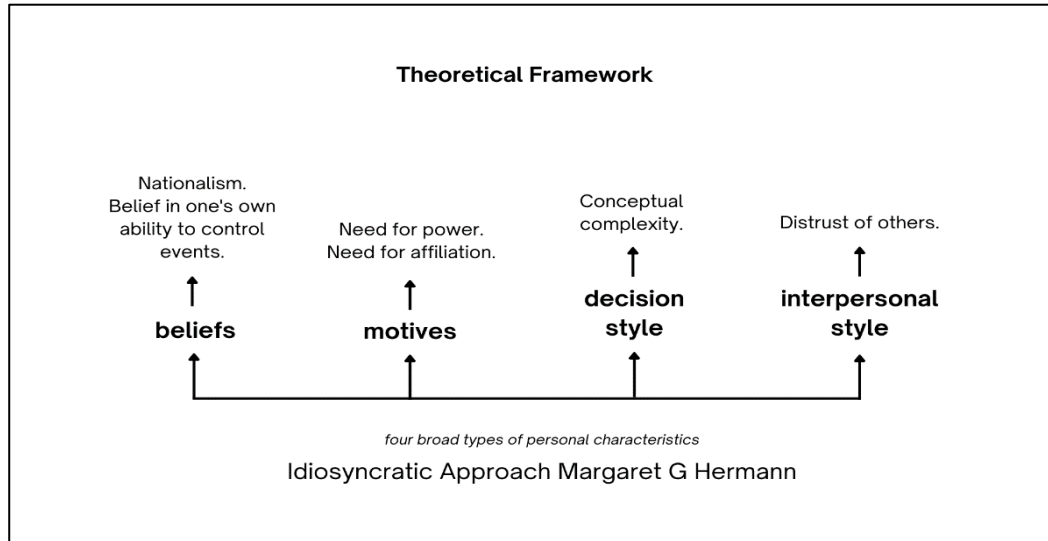 Theoretical Framework
Nationalism.
Belief in one's own
ability to control
events.
beliefs
Need for power.
Need for affiliation.
motives
Conceptual
complexity.
decision
style
Distrust of others.
interpersonal
style
four broad types of personal characteristics
Idiosyncratic Approach Margaret G Hermann